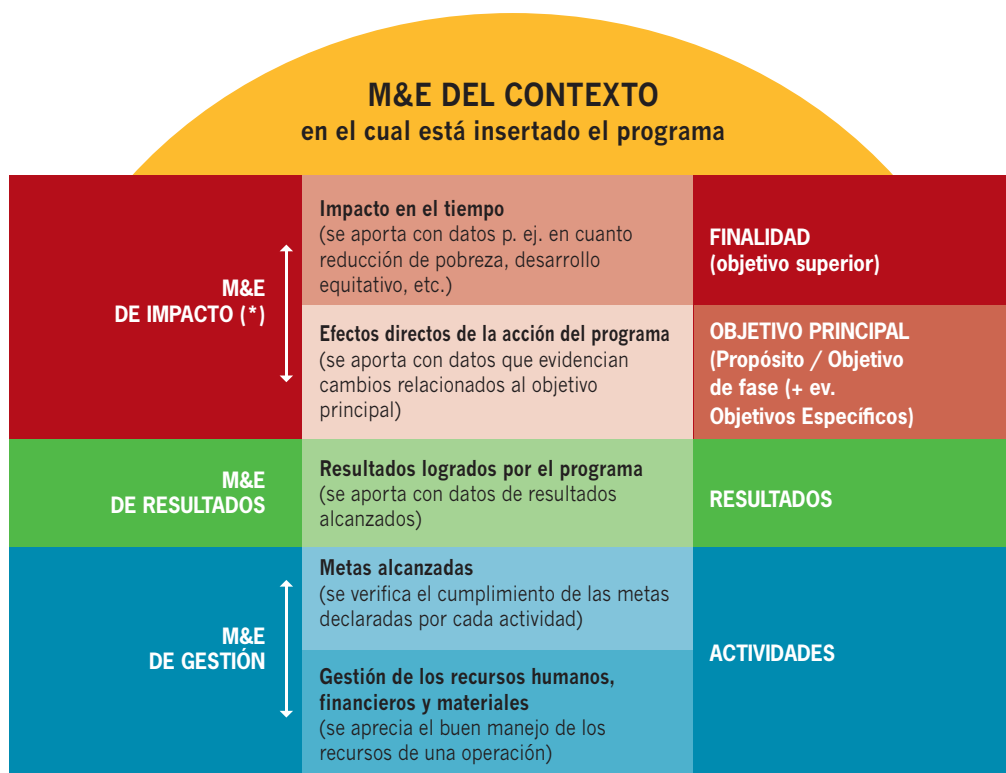 M&E DEL CONTEXTO
en el cual está insertado el programa
M&E
DE IMPACTO (*)
Impacto en el tiempo
(se aporta con datos p. ej. en cuanto
reducción de pobreza, desarrollo
equitativo, etc.)
FINALIDAD
(objetivo superior)
Efectos directos de la acción del programa
(se aporta con datos que evidencian
cambios relacionados al objetivo
principal)
OBJETIVO PRINCIPAL
(Propósito / Objetivo
de fase (+ ev.
Objetivos Específicos)
M&E
DE RESULTADOS
Resultados logrados por el programa
(se aporta con datos de resultados
alcanzados)
RESULTADOS
M&E
DE GESTIÓN
Metas alcanzadas
(se verifica el cumplimiento de las metas
declaradas por cada actividad)
Gestión de los recursos humanos,
financieros y materiales
(se aprecia el buen manejo de los
recursos de una operación)
ACTIVIDADES